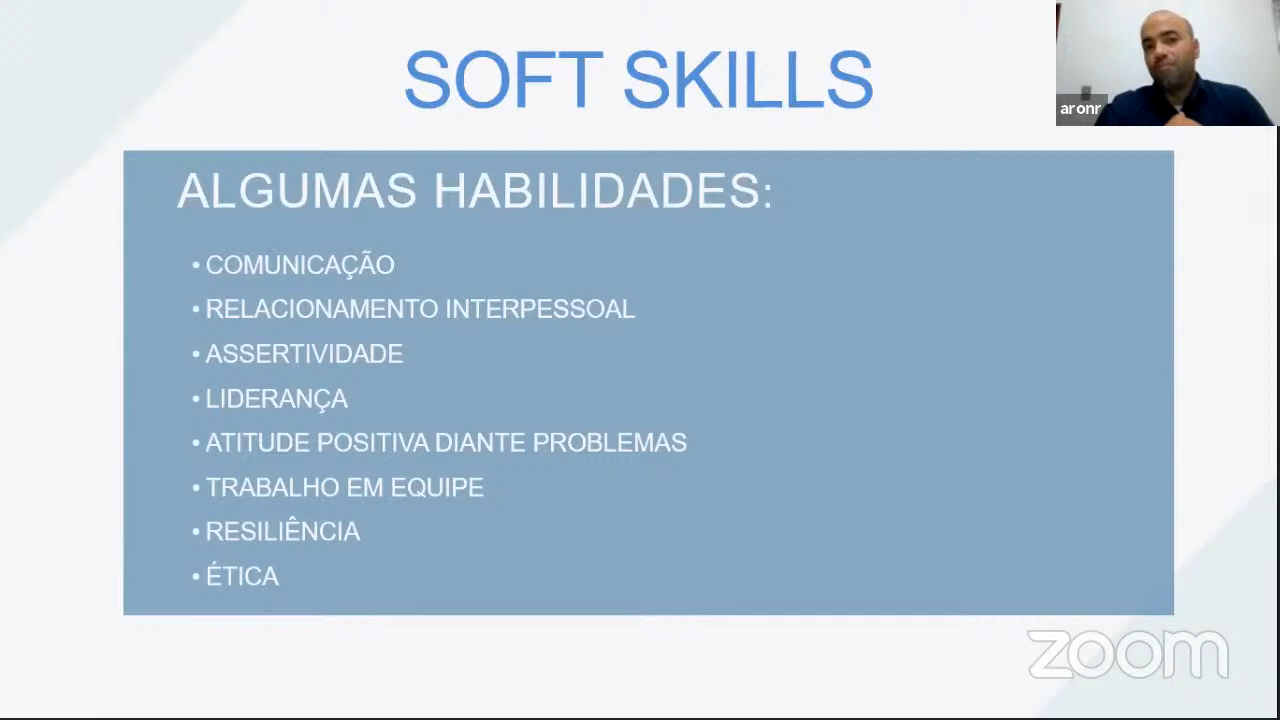 SOFT SKILLS
aronr
ALGUMAS HABILIDADES:
• COMUNICAÇÃO
• RELACIONAMENTO INTERPESSOAL
• ASSERTIVIDADE
• LIDERANÇA
• ATITUDE POSITIVA DIANTE PROBLEMAS
• TRABALHO EM EQUIPE
• RESILIÊNCIA
• ÉTICA
zoom